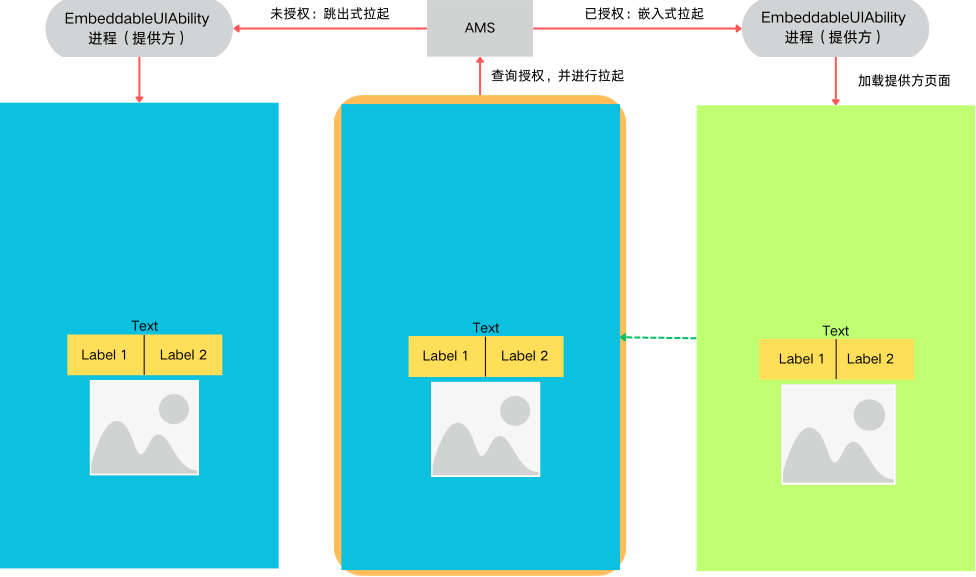 EmbeddableUIAbility
进程（提供方）
未授权：跳出式拉起
AMS
已授权：嵌入式拉起
EmbeddableUIAbility
进程（提供方）
查询授权，并进行拉起
加载提供方页面
Text
Label 1
Label 2
Text
Label 1
Label 2
Text
Label 1
Label 2